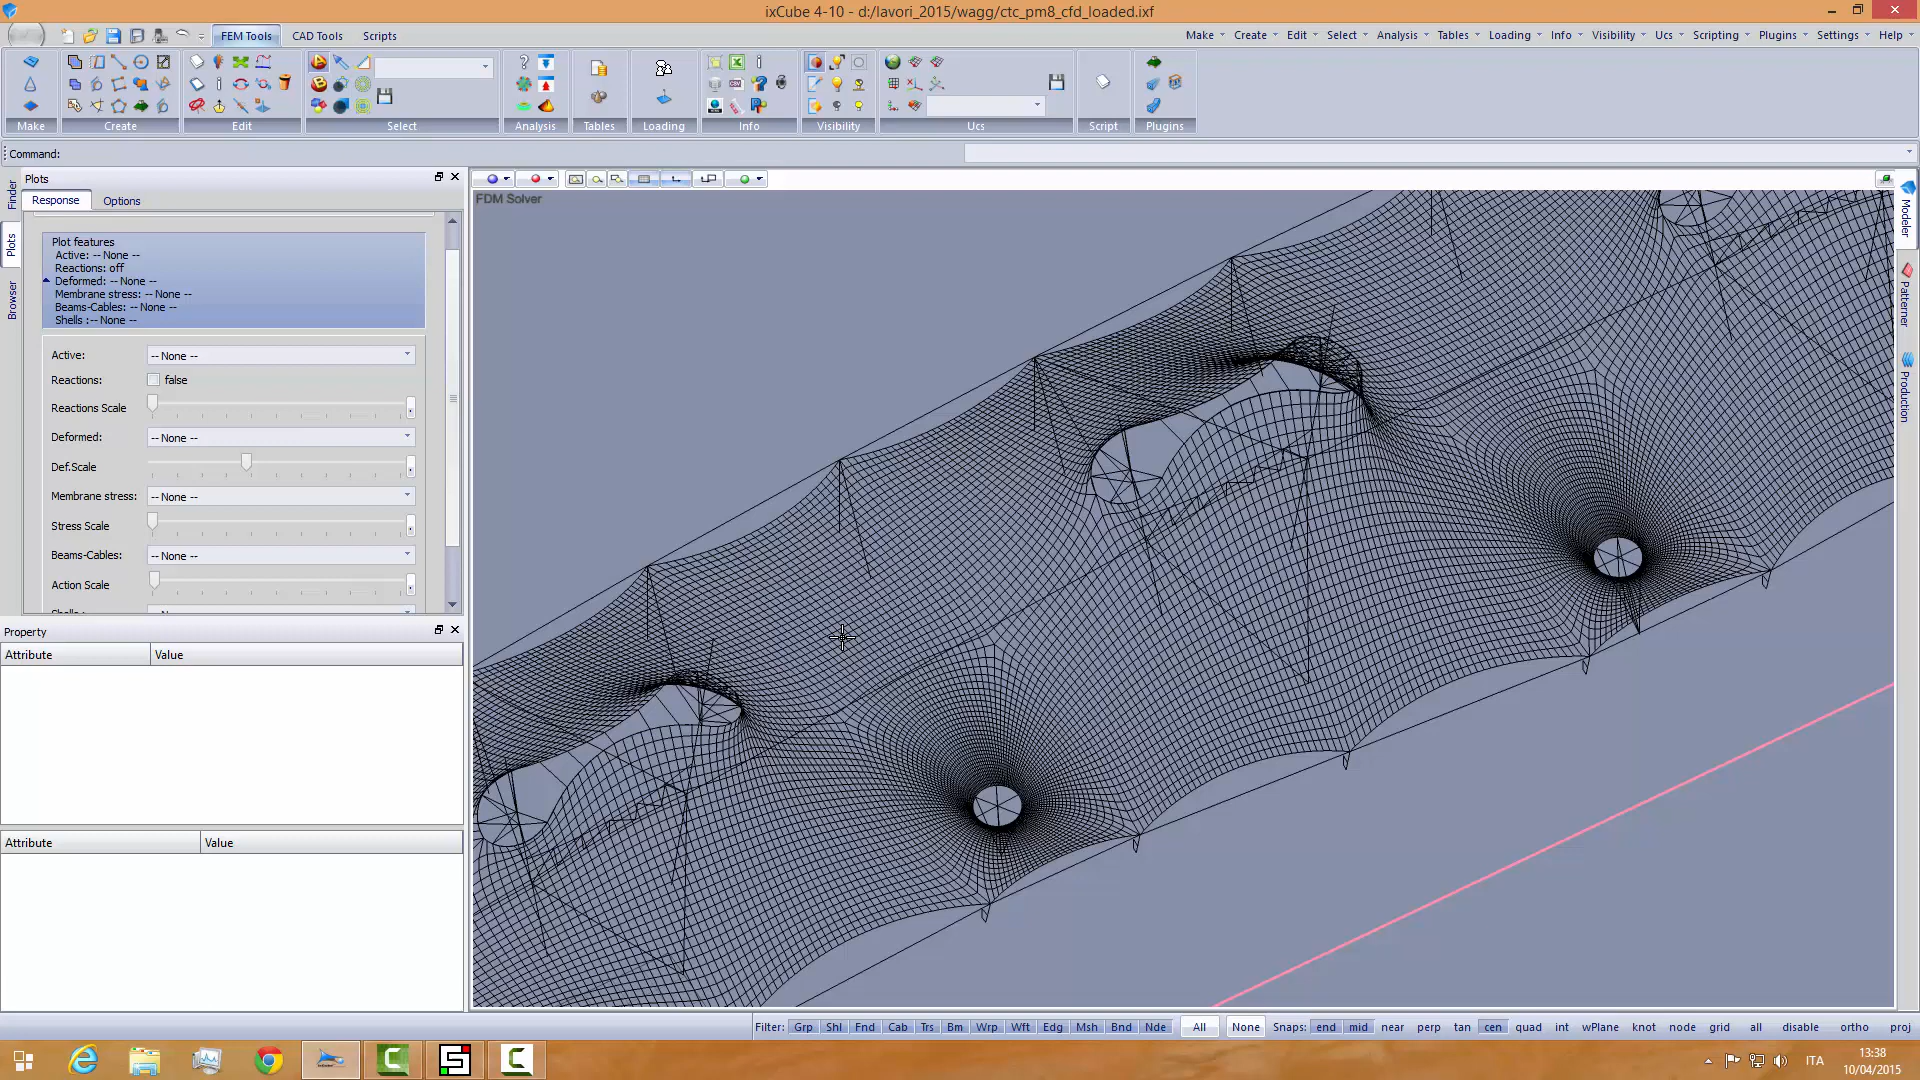 ixCube 4-10 - d:/lavori_2015/wagg/ctc_pm8_cfd_loaded.ixf
FEM Tools CAD Tools Scripts
Make Create Edit Select Analysis Tables Loading Info Visibility Ucs Scripting Plugins Settings Help
Make Create Edit Select Analysis Tables Loading Info Visibility Ucs Script Plugins
Command:
Finder
Plots
Browser
Plots
Response Options
Plot features
Active: -- None --
Reactions: off
Deformed: -- None --
Membrane stress: -- None --
Beams-Cables: -- None --
Shells :-- None --
Active: -- None --
Reactions: false
Reactions Scale
Deformed: -- None --
Def.Scale
Membrane stress: -- None --
Stress Scale
Beams-Cables: -- None --
Action Scale
Property
Attribute Value
Attribute Value
FDM Solver
Modeler
Patterner
Production
Filter: Grp Shl Fnd Cab Trs Bm Wrp Wft Edg Msh Bnd Nde All None Snaps: end mid near perp tan cen quad int wPlane knot node grid all disable ortho proj
ITA
13:38
10/04/2015